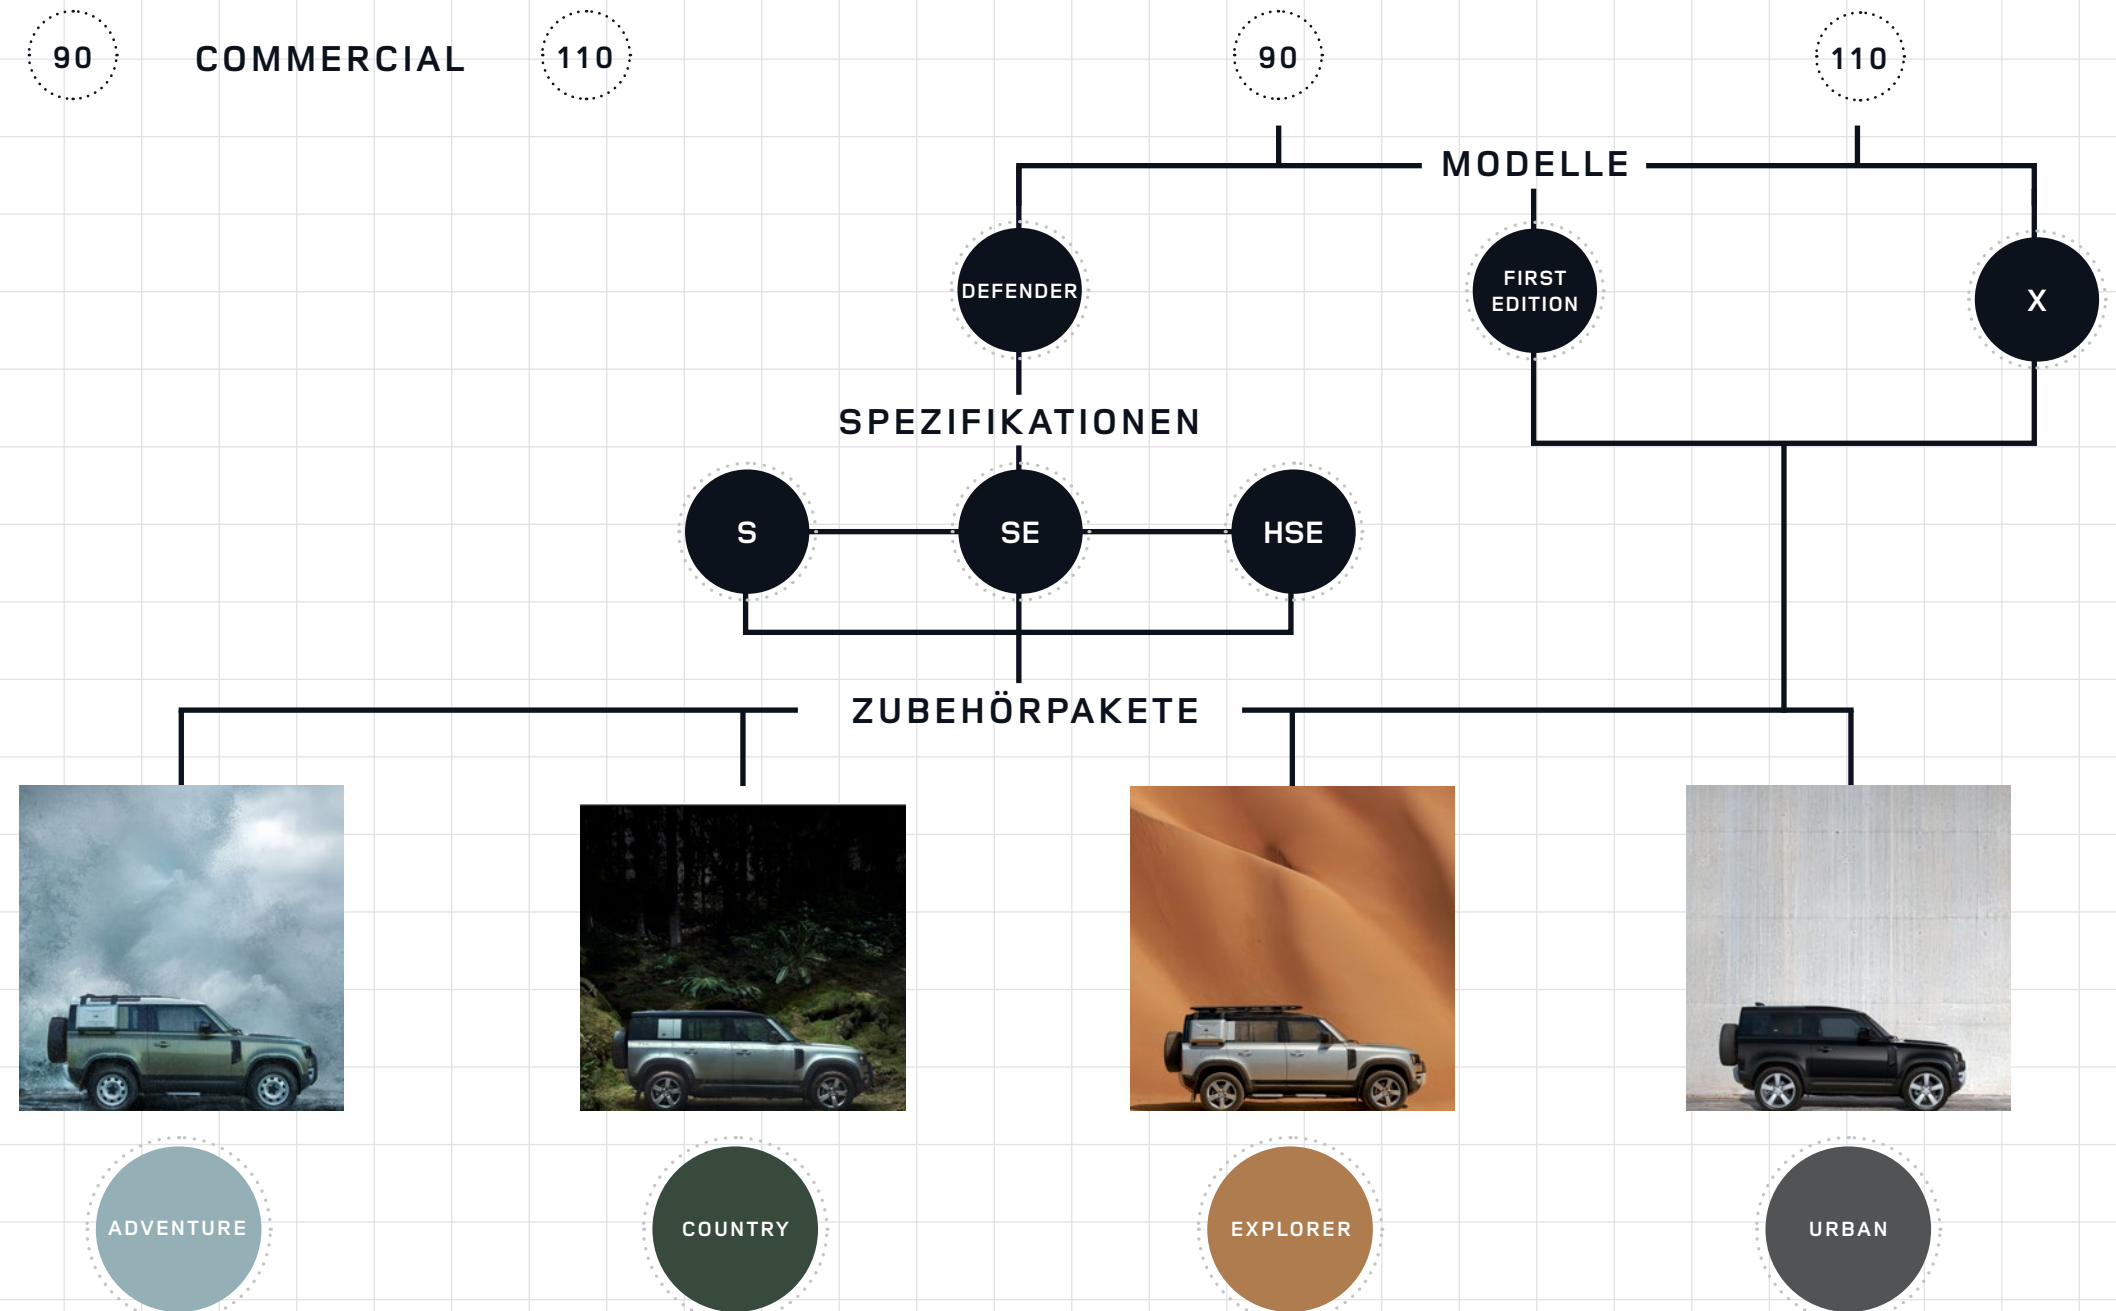 90
COMMERCIAL
110
90
110
MODELLE
DEFENDER
FIRST
EDITION
X
SPEZIFIKATIONEN
S
SE
HSE
ZUBEHÖRPAKETE
ADVENTURE
COUNTRY
EXPLORER
URBAN